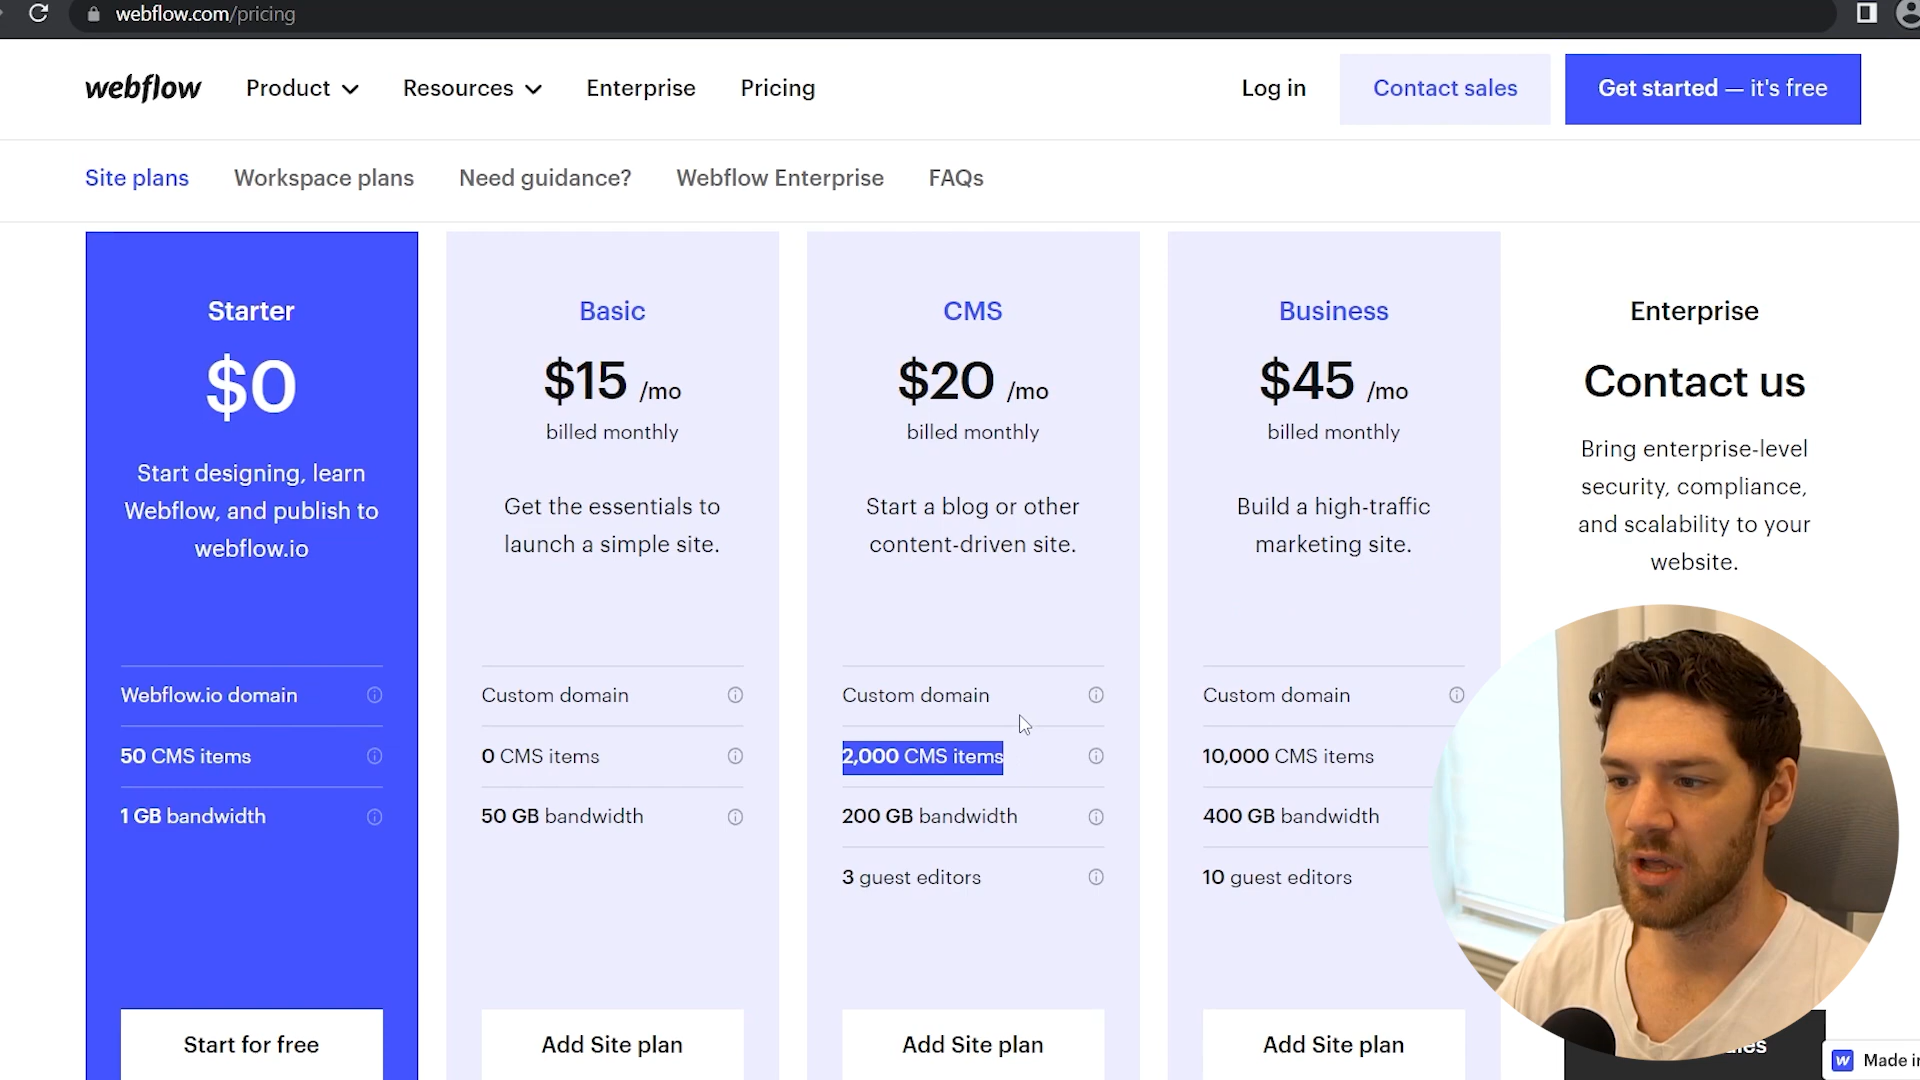 webflow.com/pricing
webflow Product Resources Enterprise Pricing Log in Contact sales Get started — it's free
Site plans Workspace plans Need guidance? Webflow Enterprise FAQs
Starter
$0
Start designing, learn
Webflow, and publish to
webflow.io
Webflow.io domain
50 CMS items
1 GB bandwidth
Start for free
Basic
$15 /mo
billed monthly
Get the essentials to
launch a simple site.
Custom domain
0 CMS items
50 GB bandwidth
Add Site plan
CMS
$20 /mo
billed monthly
Start a blog or other
content-driven site.
Custom domain
2,000 CMS items
200 GB bandwidth
3 guest editors
Add Site plan
Business
$45 /mo
billed monthly
Build a high-traffic
marketing site.
Custom domain
10,000 CMS items
400 GB bandwidth
10 guest editors
Add Site plan
Enterprise
Contact us
Bring enterprise-level
security, compliance,
and scalability to your
website.
Made in